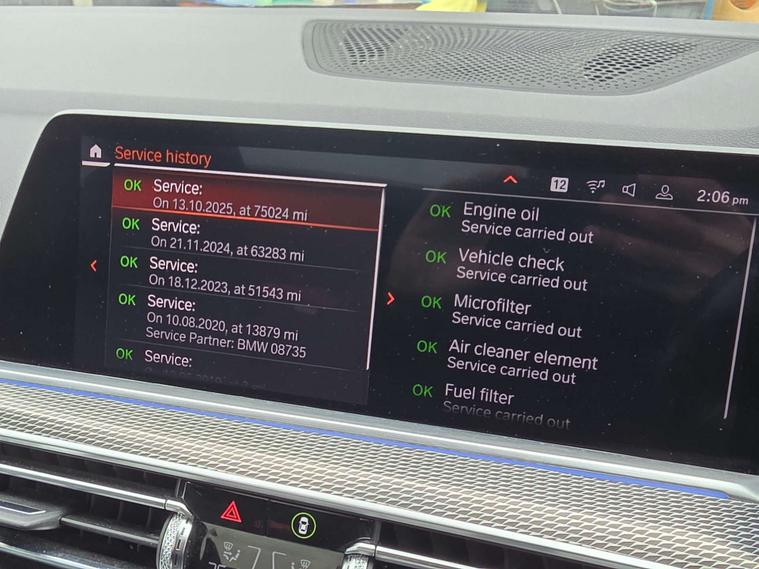 Service history
12
2:06 pm
OK Service:
On 13.10.2025, at 75024 mi
OK Service:
On 21.11.2024, at 63283 mi
OK Service:
On 18.12.2023, at 51543 mi
OK Service:
On 10.08.2020, at 13879 mi
Service Partner: BMW 08735
OK Service:
OK Engine oil
Service carried out
OK Vehicle check
Service carried out
OK Microfilter
Service carried out
OK Air cleaner element
Service carried out
OK Fuel filter
Service carried out